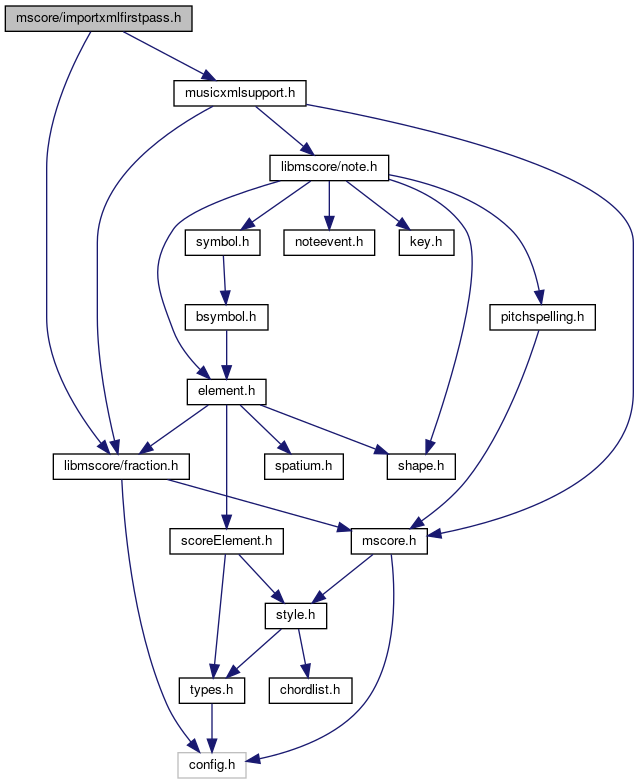 mscore/importxmlfirstpass.h
musicxmlsupport.h
libmscore/note.h
symbol.h
noteevent.h
key.h
bsymbol.h
pitchspelling.h
element.h
libmscore/fraction.h
spatium.h
shape.h
scoreElement.h
mscore.h
style.h
types.h
chordlist.h
config.h